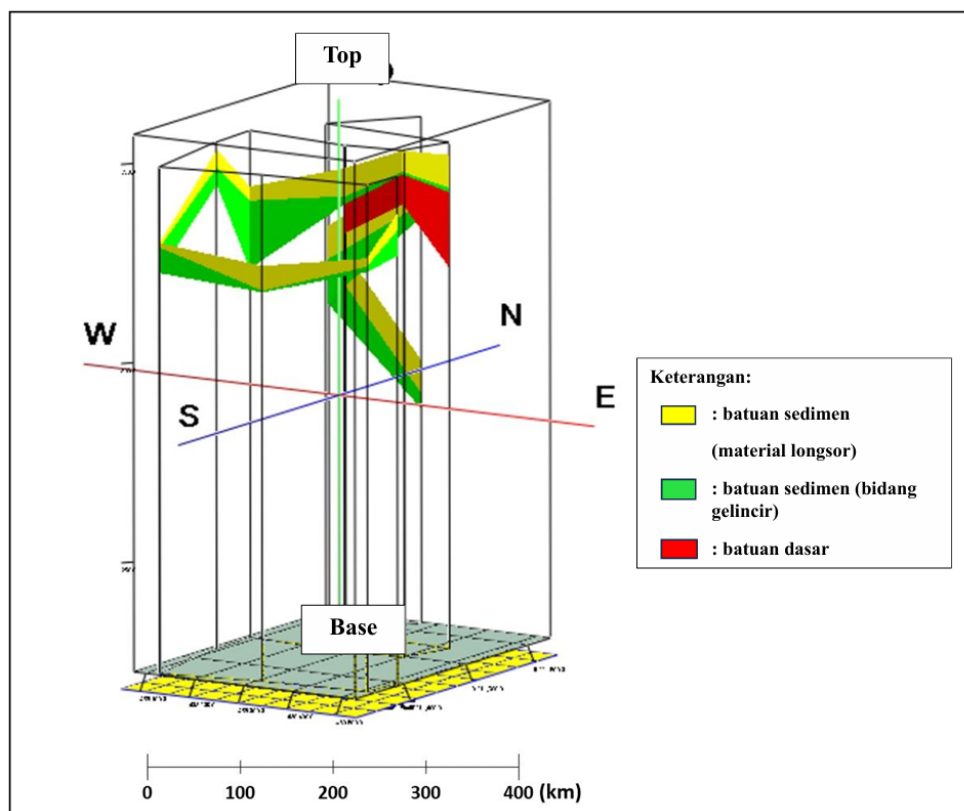 Top
W
N
S
E
Keterangan:
: batuan sedimen
(material longsor)
: batuan sedimen (bidang
gelincir)
: batuan dasar
Base
0 100 200 300 400 (km)